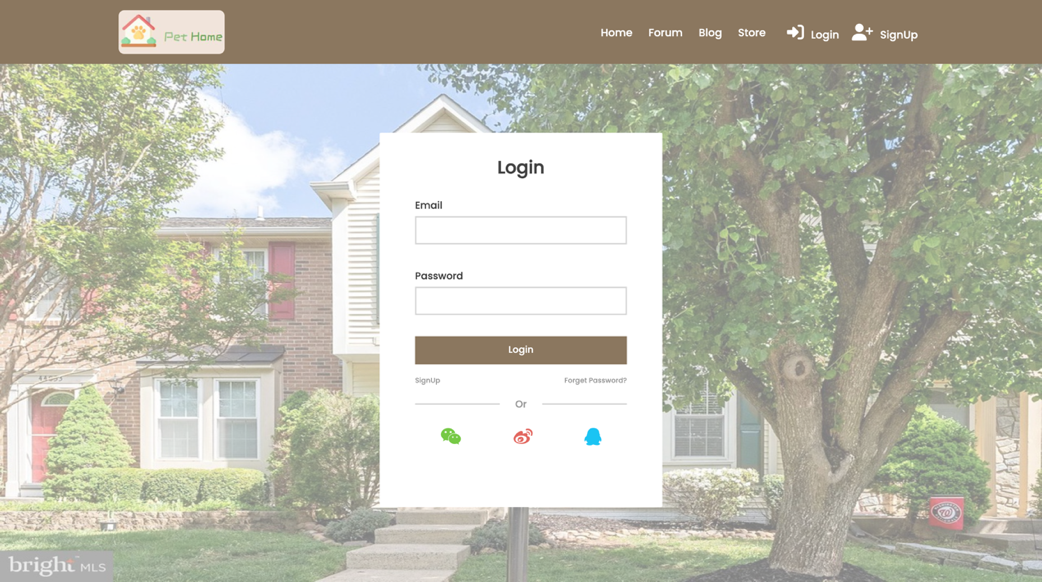 Pet Home
Home Forum Blog Store Login SignUp
Login
Email
Password
Login
SignUp Forget Password?
Or
bright MLS